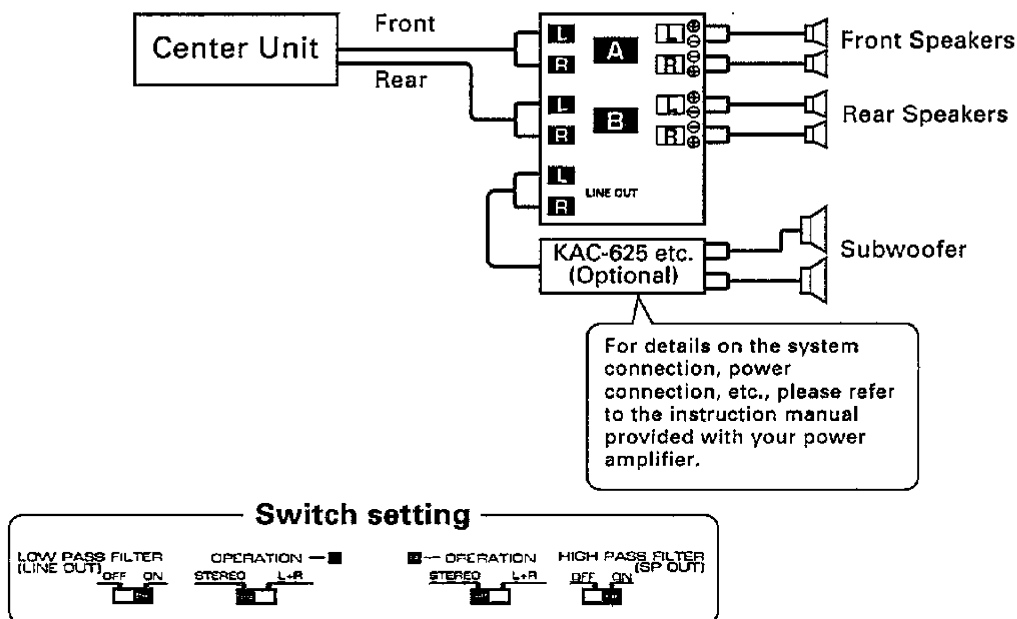 Center Unit
Front
Rear
L
R
A
L ⊕
⊖
R ⊖
⊕
Front Speakers
L
R
B
L ⊕
⊖
R ⊖
⊕
Rear Speakers
L
R
LINE OUT
KAC-625 etc.
(Optional)
Subwoofer
For details on the system
connection, power
connection, etc., please refer
to the instruction manual
provided with your power
amplifier.
Switch setting
LOW PASS FILTER
(LINE OUT)
OFF ON
OPERATION
STEREO L+R
OPERATION
STEREO L+R
HIGH PASS FILTER
(SP OUT)
OFF ON